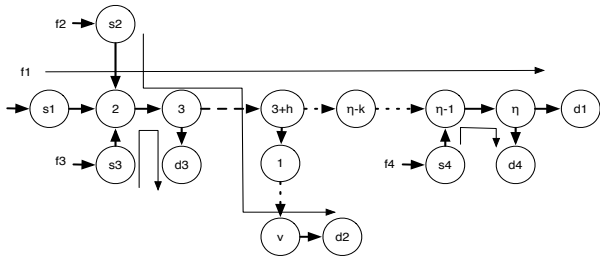 f2 s2
f1
s1 2 3 3+h η-k η-1 η d1
f3 s3 d3 1 f4 s4 d4
v d2